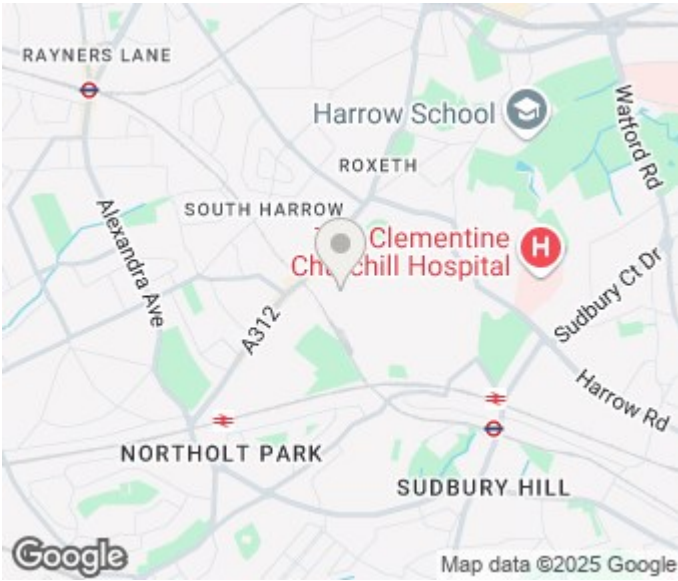 RAYNERS LANE
Harrow School
Watford Rd
ROXETH
Alexandra Ave
SOUTH HARROW
Clementine
Hospital
Sudbury Ct Dr
A312
Harrow Rd
NORTHOLT PARK
SUDBURY HILL
Google
Map data ©2025 Google